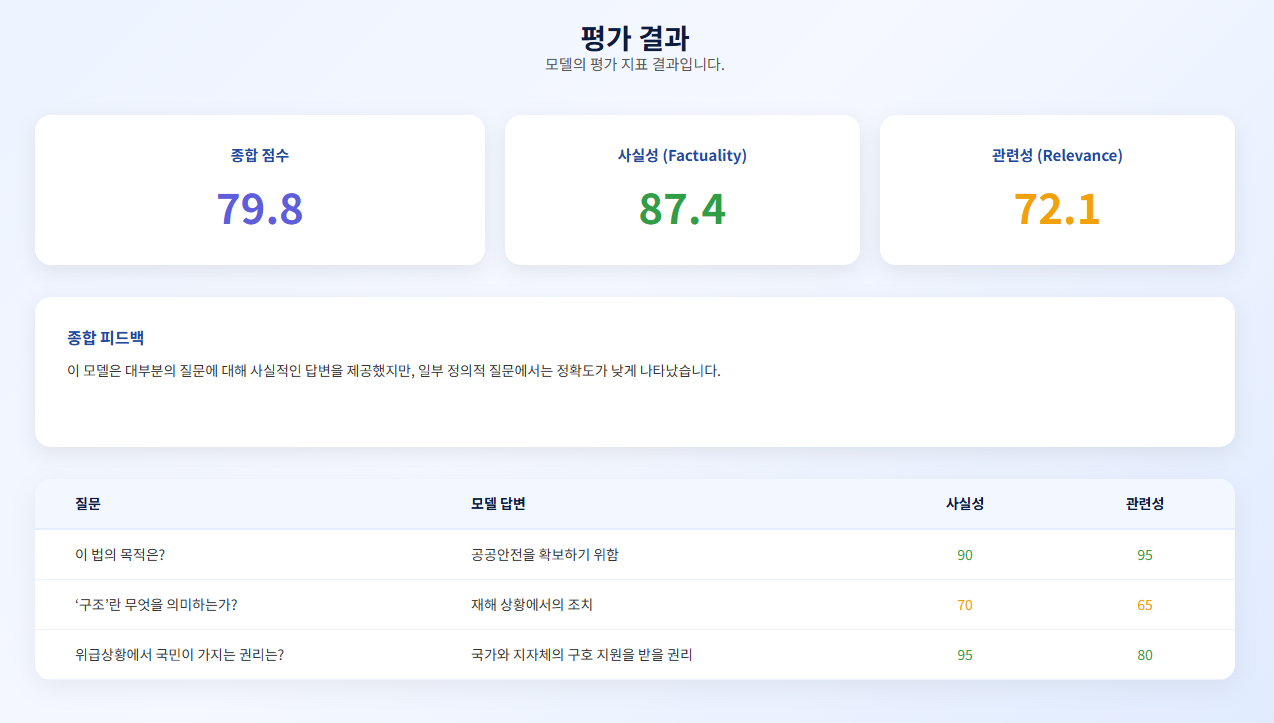 평가 결과
모델의 평가 지표 결과입니다.
종합 점수
79.8
사실성 (Factuality)
87.4
관련성 (Relevance)
72.1
종합 피드백
이 모델은 대부분의 질문에 대해 사실적인 답변을 제공했지만, 일부 정의적 질문에서는 정확도가 낮게 나타났습니다.
질문 모델 답변 사실성 관련성
이 법의 목적은? 공공안전을 확보하기 위함 90 95
‘구조’란 무엇을 의미하는가? 재해 상황에서의 조치 70 65
위급상황에서 국민이 가지는 권리는? 국가와 지자체의 구호 지원을 받을 권리 95 80